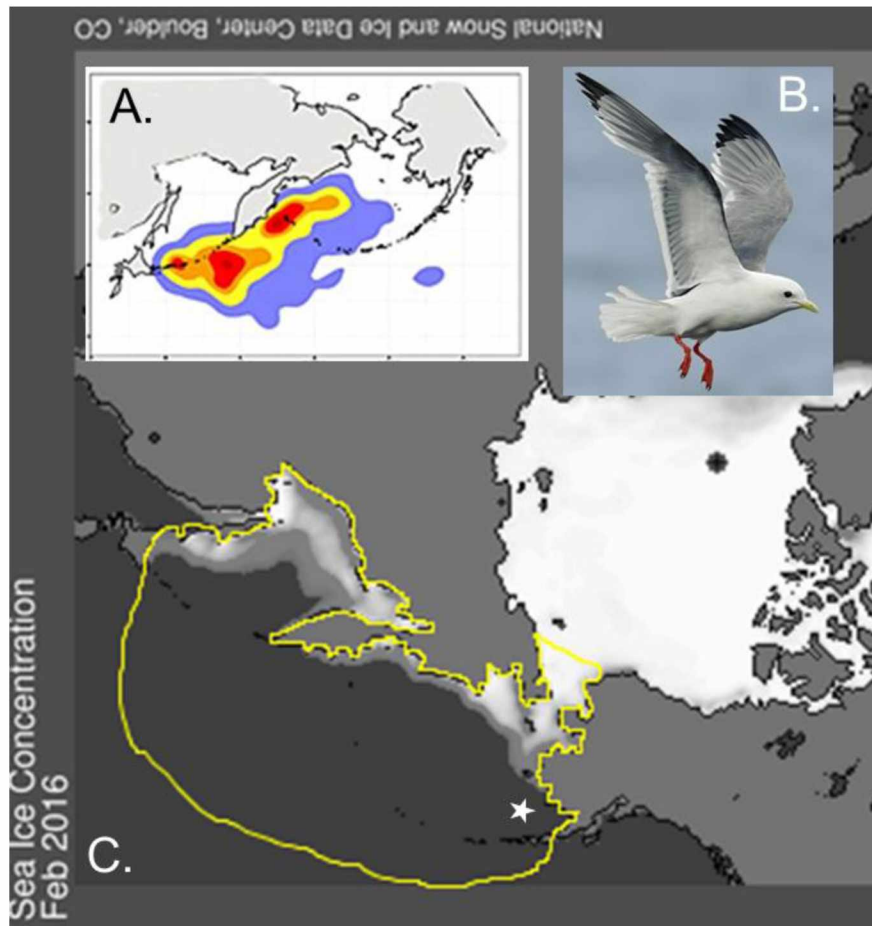 National Snow and Ice Data Center, Boulder, CO
A.
B.
Sea Ice Concentration
Feb 2016
C.